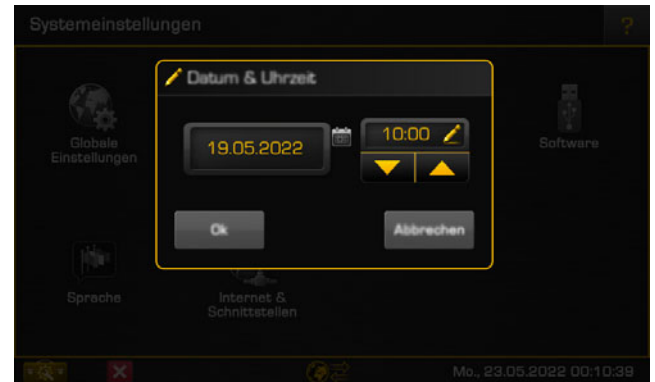 Systemeinstellungen
?
Datum & Uhrzeit
19.05.2022
10:00
Globale
Einstellungen
Software
Ok
Abbrechen
Sprache
Internet &
Schnittstellen
Mo., 23.05.2022 00:10:39